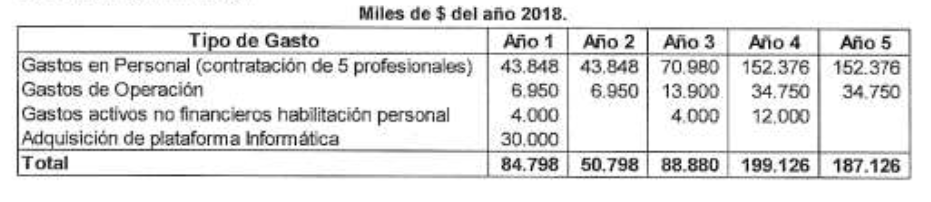 Miles de $ del año 2018.
Tipo de Gasto Año 1 Año 2 Año 3 Año 4 Año 5
Gastos en Personal (contratación de 5 profesionales) 43.848 43.848 70.980 152.376 152.376
Gastos de Operación 6.950 6.950 13.900 34.750 34.750
Gastos activos no financieros habilitación personal 4.000 4.000 12.000
Adquisición de plataforma Informática 30.000
Total 84.798 50.798 88.880 199.126 187.126